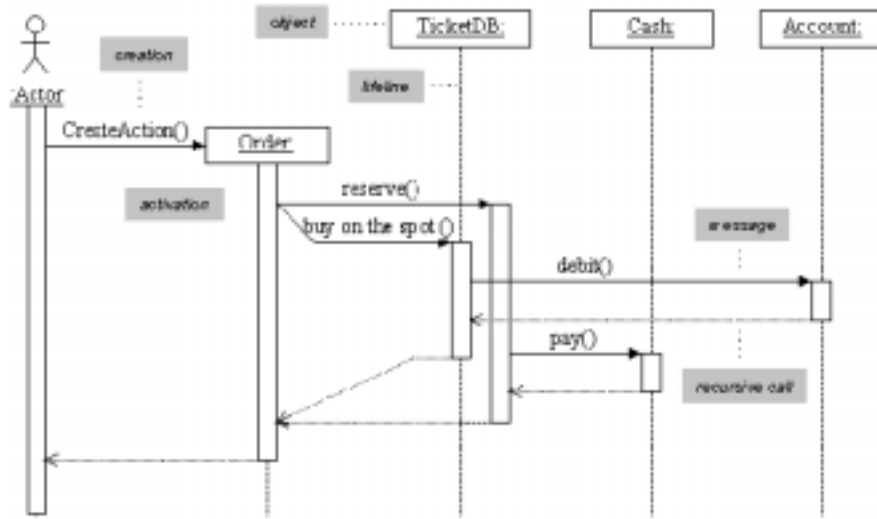 object
TicketDB:
Cash:
Account:
creation
:Actor
lifeline
CresteAction()
Order:
activation
reserve()
buy on the spot ()
message
debit()
pay()
recursive call